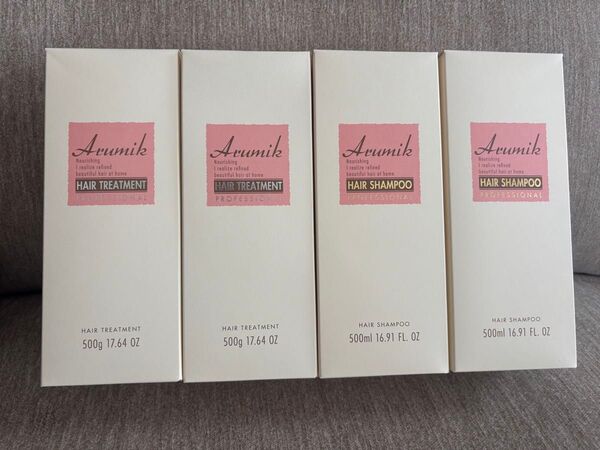 Arumik
Nourishing
I realize refined
beautiful hair at home
HAIR TREATMENT
PROFESSIONAL
HAIR TREATMENT
500g 17.64 OZ
Arumik
Nourishing
I realize refined
beautiful hair at home
HAIR TREATMENT
PROFESSIONAL
HAIR TREATMENT
500g 17.64 OZ
Arumik
Nourishing
I realize refined
beautiful hair at home
HAIR SHAMPOO
PROFESSIONAL
HAIR SHAMPOO
500ml 16.91 FL. OZ
Arumik
Nourishing
I realize refined
beautiful hair at home
HAIR SHAMPOO
PROFESSIONAL
HAIR SHAMPOO
500ml 16.91 FL. OZ